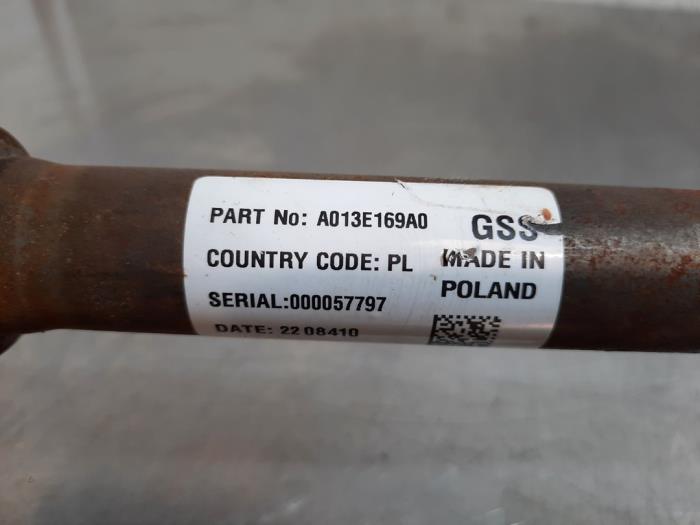 PART No: A013E169A0
GSS
COUNTRY CODE: PL
MADE IN
POLAND
SERIAL:000057797
DATE: 22 08410